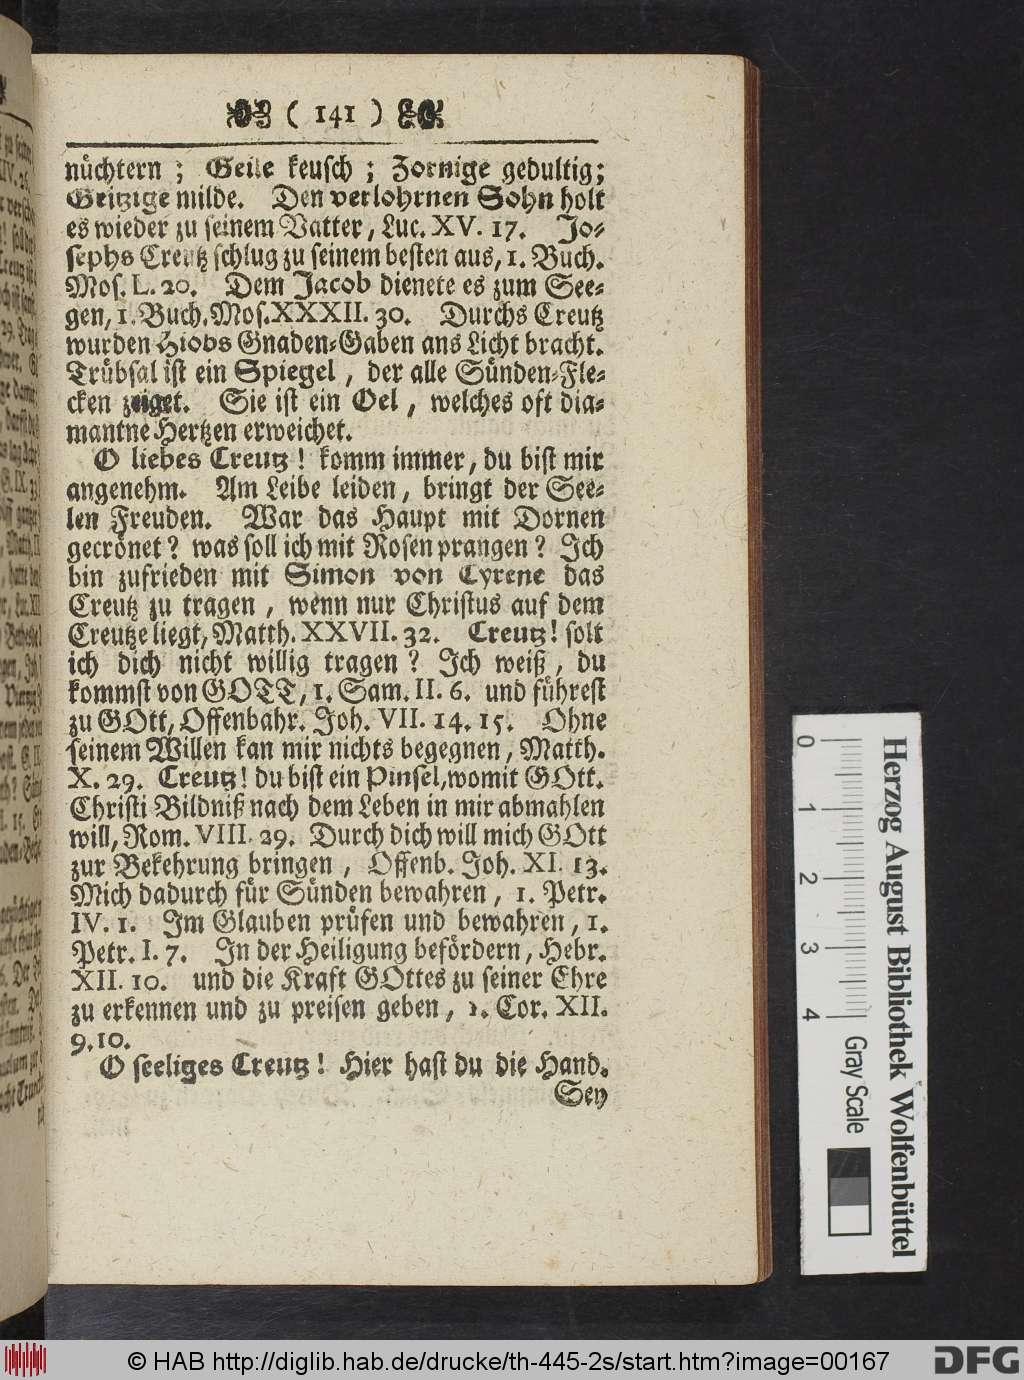 ( 141 )
nüchtern ; Geile keusch ; Zornige gedultig;
Geitzige milde. Den verlohrnen Sohn holt
es wieder zu seinem Vatter, Luc. XV. 17. Jo-
sephs Creutz schlug zu seinem besten aus, 1. Buch.
Mos. L. 20. Dem Jacob dienete es zum See-
gen, 1. Buch. Mos. XXXII. 30. Durchs Creutz
wurden Hiobs Gnaden-Gaben ans Licht bracht.
Trübsal ist ein Spiegel, der alle Sünden-Fle-
cken zeiget. Sie ist ein Oel, welches oft dia-
mantne Hertzen erweichet.
O liebes Creutz! komm immer, du bist mir
angenehm. Am Leibe leiden, bringt der See-
len Freuden. War das Haupt mit Dornen
gecrönet? was soll ich mit Rosen prangen? Ich
bin zufrieden mit Simon von Cyrene das
Creutz zu tragen, wenn nur Christus auf dem
Creutze liegt, Matth. XXVII. 32. Creutz! solt
ich dich nicht willig tragen? Ich weiß, du
kommst von GOTT, 1. Sam. II. 6. und führest
zu GOtt, Offenbahr. Joh. VII. 14. 15. Ohne
seinem Willen kan mir nichts begegnen, Matth.
X. 29. Creutz! du bist ein Pinsel, womit GOtt.
Christi Bildniß nach dem Leben in mir abmahlen
will, Rom. VIII. 29. Durch dich will mich GOtt
zur Bekehrung bringen, Offenb. Joh. XI. 13.
Mich dadurch für Sünden bewahren, 1. Petr.
IV. 1. Im Glauben prüfen und bewahren, 1.
Petr. I. 7. In der Heiligung befördern, Hebr.
XII. 10. und die Kraft GOttes zu seiner Ehre
zu erkennen und zu preisen geben, 2. Cor. XII.
9. 10.
O seeliges Creutz! Hier hast du die Hand.
Sey
0 1 2 3 4 Gray Scale
Herzog August Bibliothek Wolfenbüttel
© HAB http://diglib.hab.de/drucke/th-445-2s/start.htm?image=00167
DFG